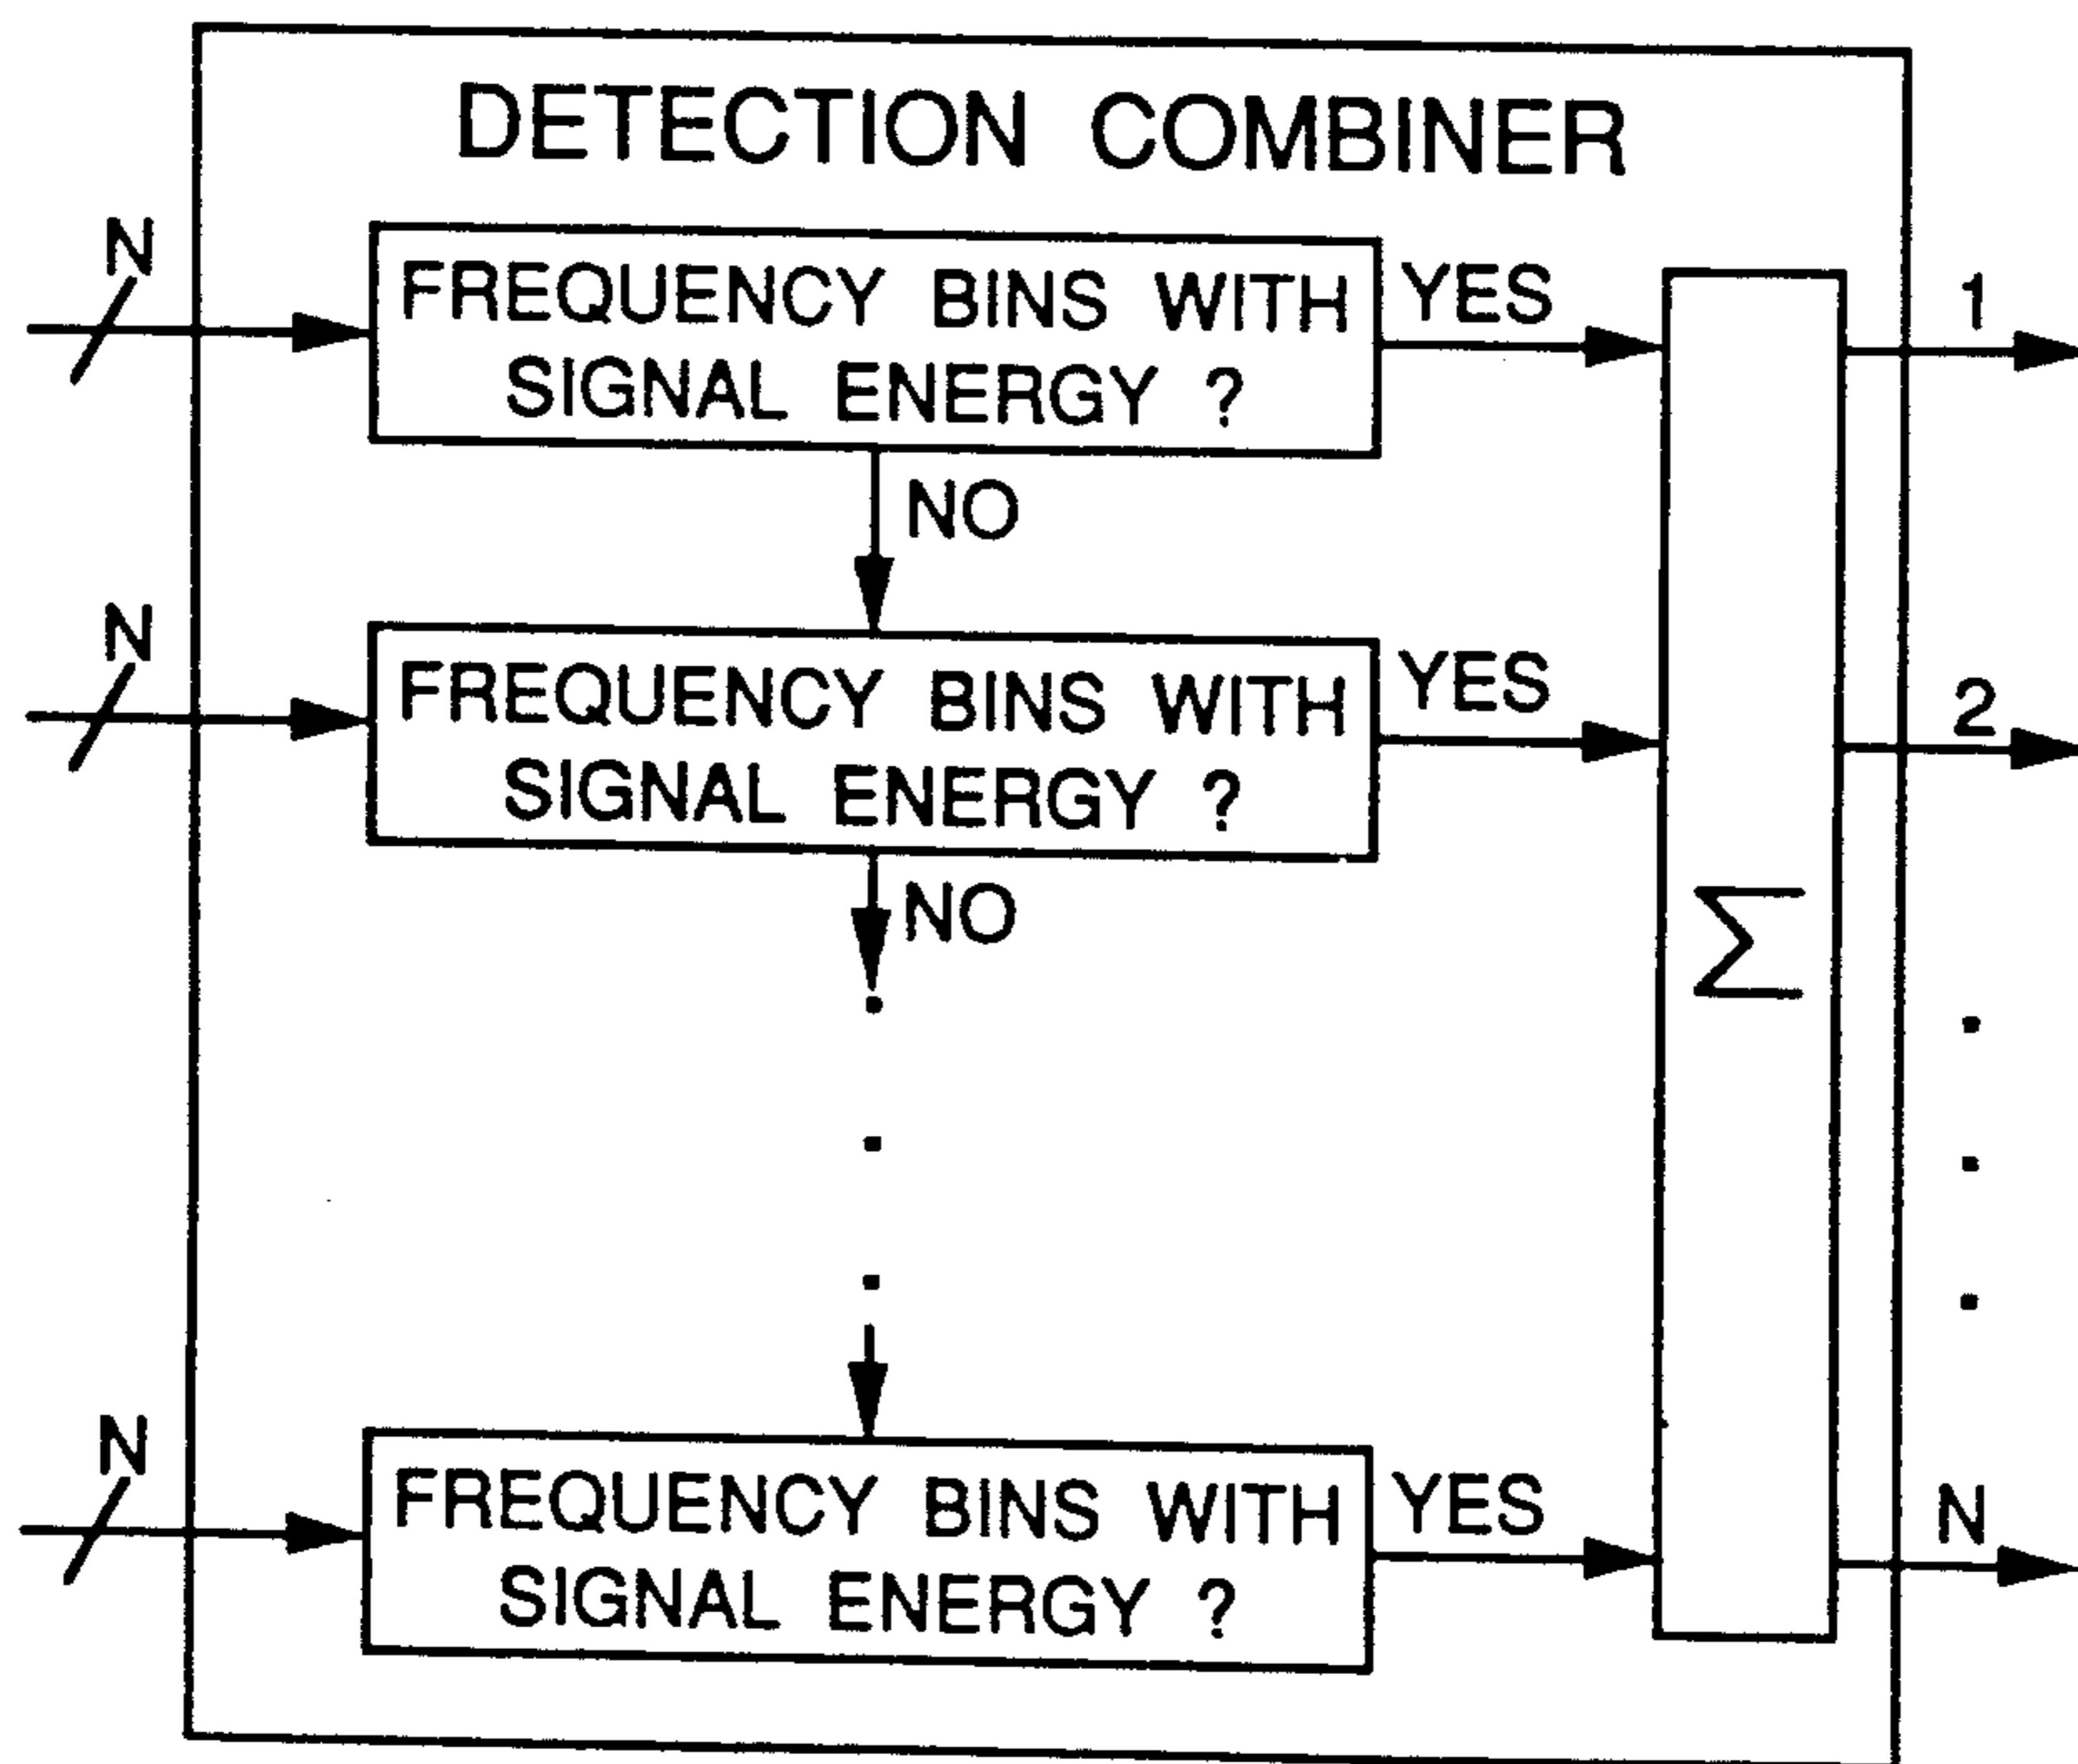 DETECTION COMBINER
N
FREQUENCY BINS WITH
SIGNAL ENERGY ?
YES
1
NO
N
FREQUENCY BINS WITH
SIGNAL ENERGY ?
YES
2
NO
Σ
N
FREQUENCY BINS WITH
SIGNAL ENERGY ?
YES
N